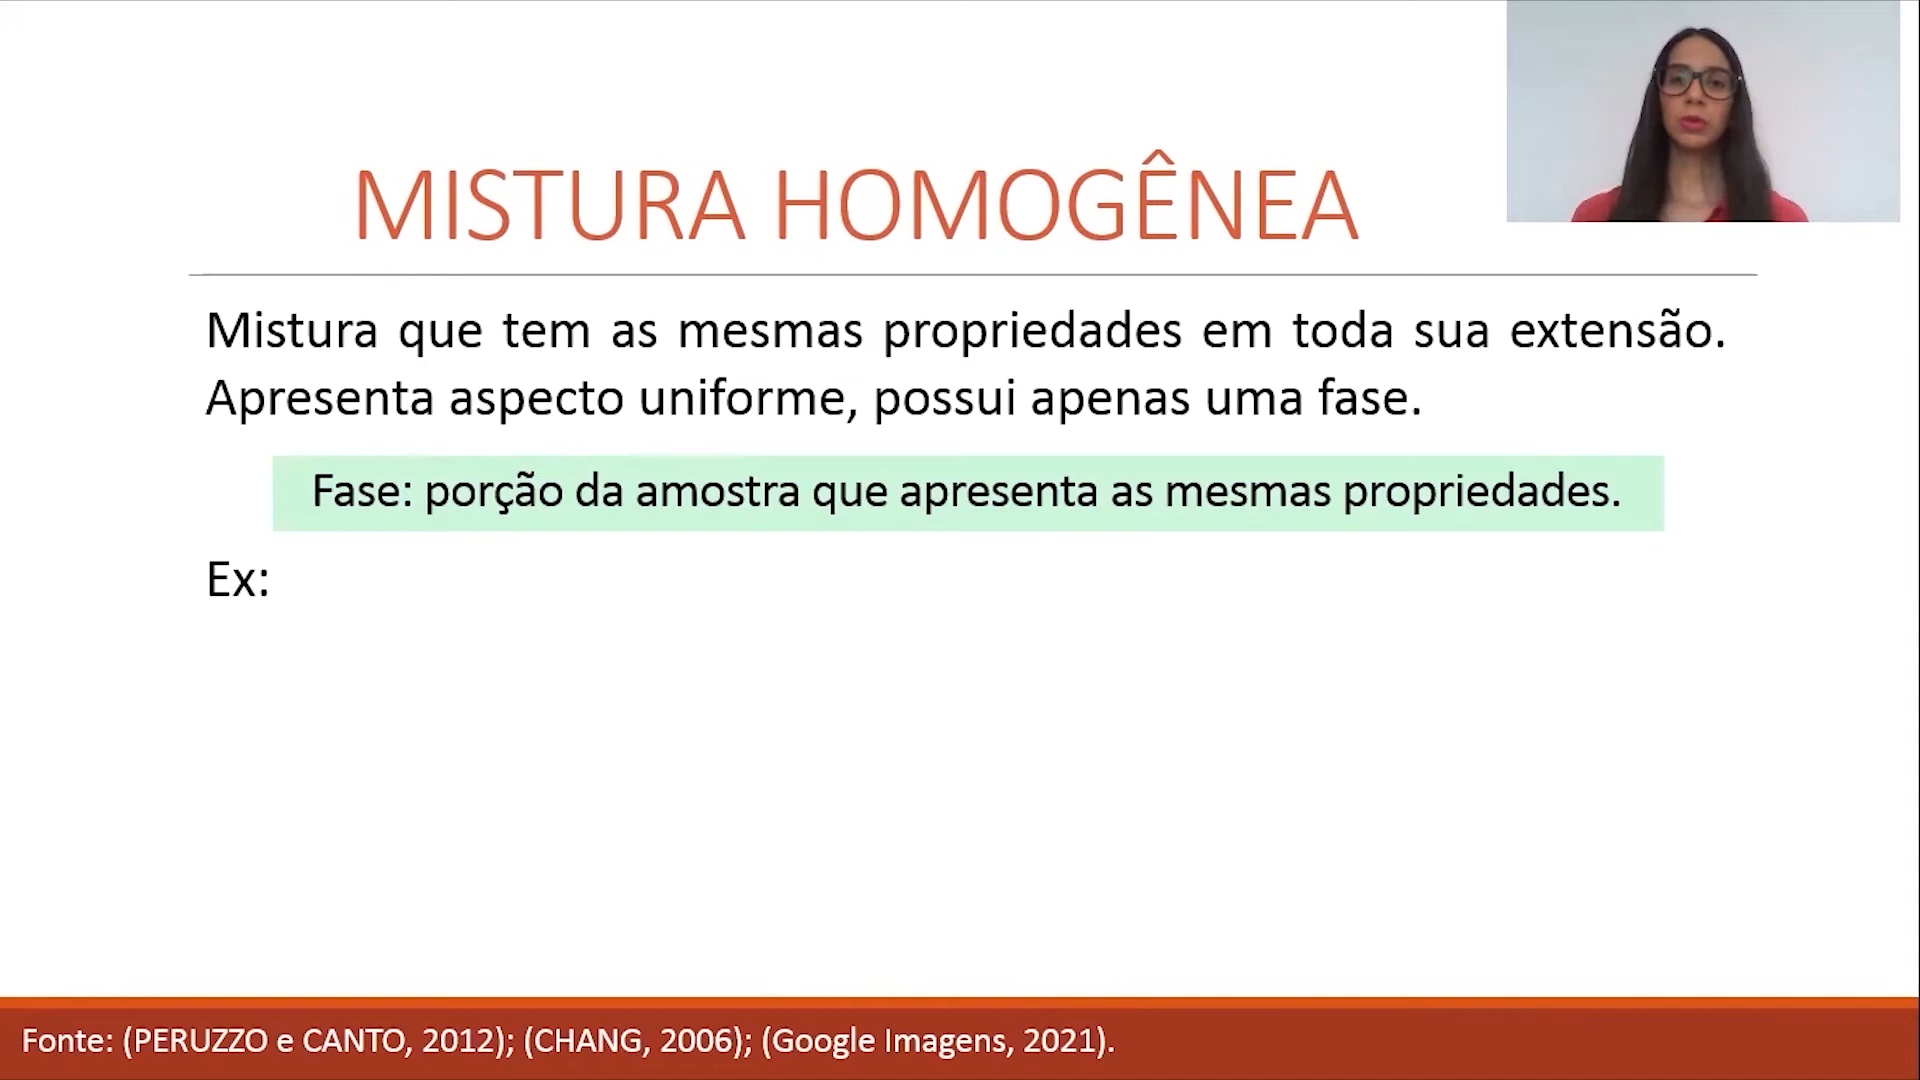 MISTURA HOMOGÊNEA
Mistura que tem as mesmas propriedades em toda sua extensão.
Apresenta aspecto uniforme, possui apenas uma fase.
Fase: porção da amostra que apresenta as mesmas propriedades.
Ex:
Fonte: (PERUZZO e CANTO, 2012); (CHANG, 2006); (Google Imagens, 2021).